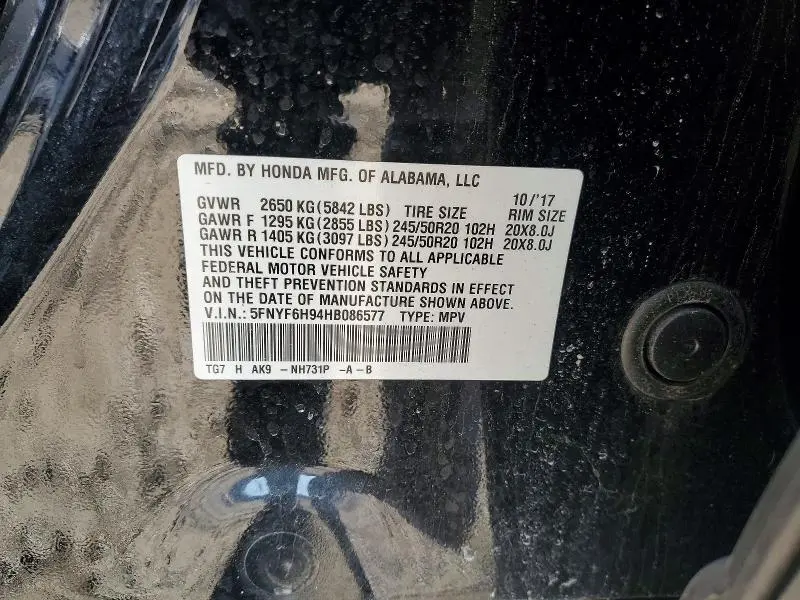 MFD. BY HONDA MFG. OF ALABAMA, LLC
10/'17
GVWR 2650 KG (5842 LBS) TIRE SIZE RIM SIZE
GAWR F 1295 KG (2855 LBS) 245/50R20 102H 20X8.0J
GAWR R 1405 KG (3097 LBS) 245/50R20 102H 20X8.0J
THIS VEHICLE CONFORMS TO ALL APPLICABLE
FEDERAL MOTOR VEHICLE SAFETY
AND THEFT PREVENTION STANDARDS IN EFFECT
ON THE DATE OF MANUFACTURE SHOWN ABOVE.
V.I.N.: 5FNYF6H94HB086577 TYPE: MPV
TG7 H AK9 -NH731P -A-B